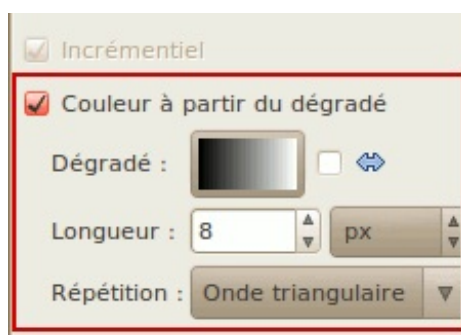 Incrémentiel
Couleur à partir du dégradé
Dégradé :
Longueur : 8 px
Répétition : Onde triangulaire